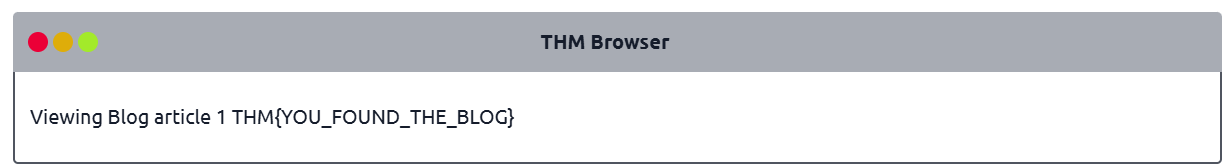 THM Browser
Viewing Blog article 1 THM{YOU_FOUND_THE_BLOG}